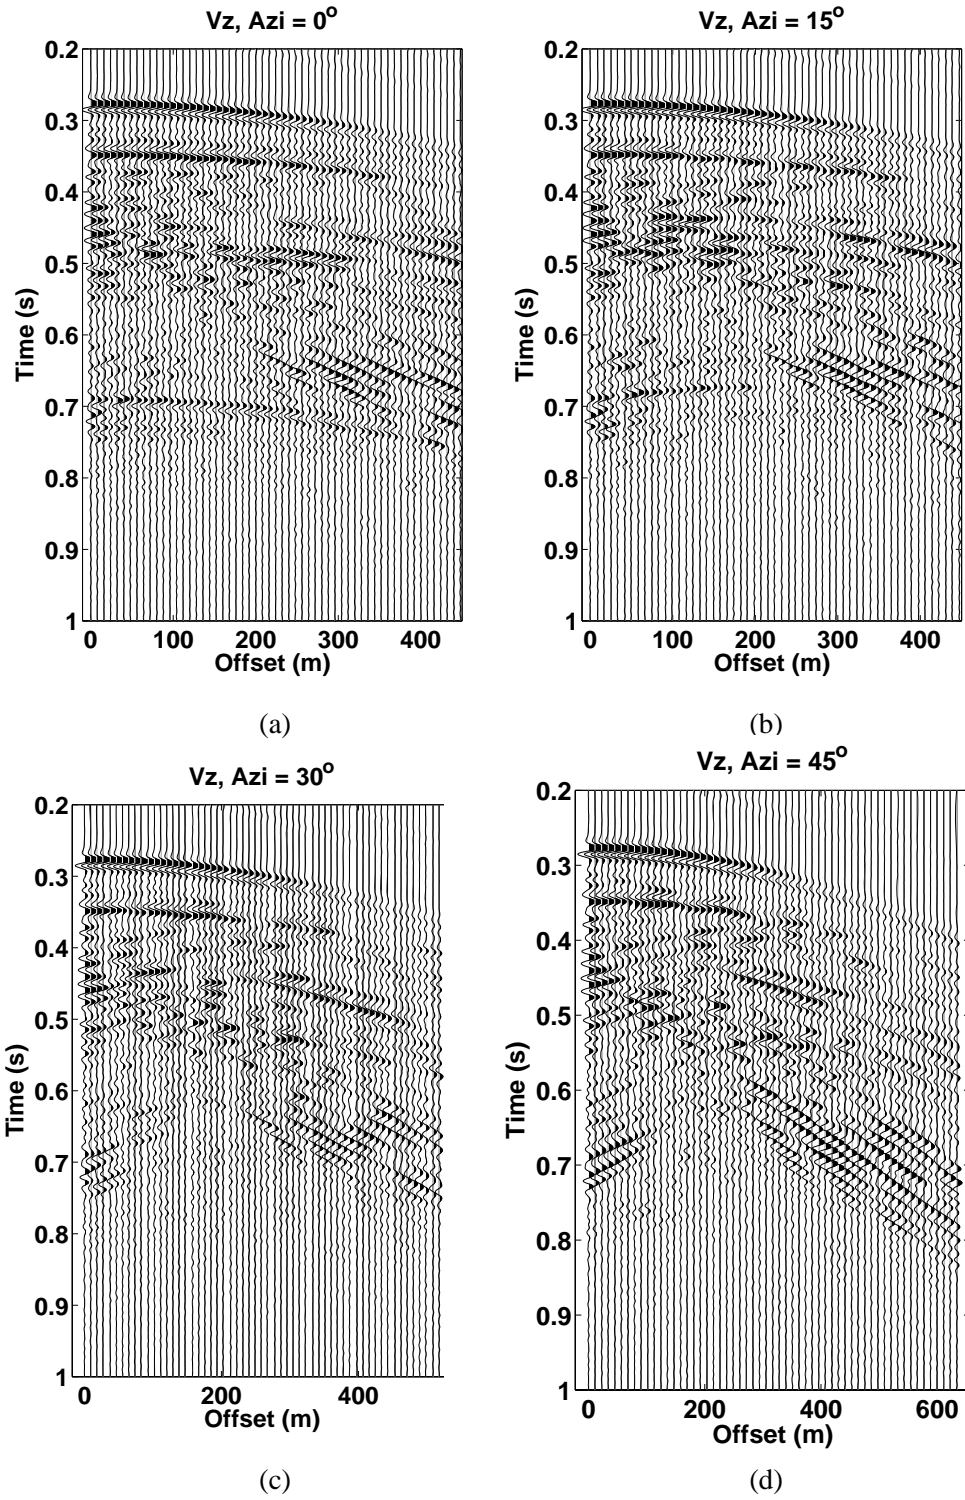 Vz, Azi = 0o
0.2
0.3
0.4
0.5
0.6
0.7
0.8
0.9
1
Time (s)
0 100 200 300 400
Offset (m)
(a)
Vz, Azi = 15o
0.2
0.3
0.4
0.5
0.6
0.7
0.8
0.9
1
Time (s)
0 100 200 300 400
Offset (m)
(b)
Vz, Azi = 30o
0.2
0.3
0.4
0.5
0.6
0.7
0.8
0.9
1
Time (s)
0 200 400
Offset (m)
(c)
Vz, Azi = 45o
0.2
0.3
0.4
0.5
0.6
0.7
0.8
0.9
1
Time (s)
0 200 400 600
Offset (m)
(d)